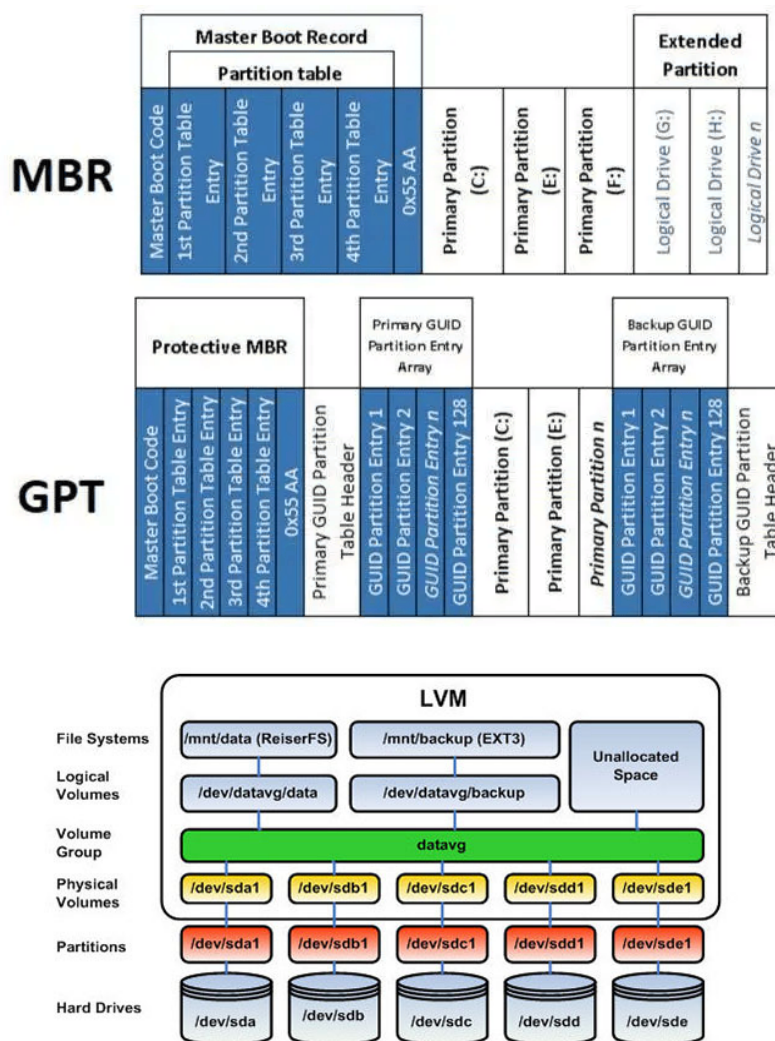 MBR
Master Boot Record
Partition table
Master Boot Code
1st Partition Table
Entry
2nd Partition Table
Entry
3rd Partition Table
Entry
4th Partition Table
Entry
0x55 AA
Primary Partition
(C:)
Primary Partition
(E:)
Primary Partition
(F:)
Extended
Partition
Logical Drive (G:)
Logical Drive (H:)
Logical Drive n
GPT
Protective MBR
Master Boot Code
1st Partition Table Entry
2nd Partition Table Entry
3rd Partition Table Entry
4th Partition Table Entry
0x55 AA
Primary GUID Partition
Table Header
Primary GUID
Partition Entry
Array
GUID Partition Entry 1
GUID Partition Entry 2
GUID Partition Entry n
GUID Partition Entry 128
Primary Partition (C:)
Primary Partition (E:)
Primary Partition n
Backup GUID
Partition Entry
Array
GUID Partition Entry 1
GUID Partition Entry 2
GUID Partition Entry n
GUID Partition Entry 128
Backup GUID Partition
Table Header
LVM
File Systems
/mnt/data (ReiserFS)
/mnt/backup (EXT3)
Unallocated
Space
Logical
Volumes
/dev/datavg/data
/dev/datavg/backup
Volume
Group
datavg
Physical
Volumes
/dev/sda1
/dev/sdb1
/dev/sdc1
/dev/sdd1
/dev/sde1
Partitions
/dev/sda1
/dev/sdb1
/dev/sdc1
/dev/sdd1
/dev/sde1
Hard Drives
/dev/sda
/dev/sdb
/dev/sdc
/dev/sdd
/dev/sde